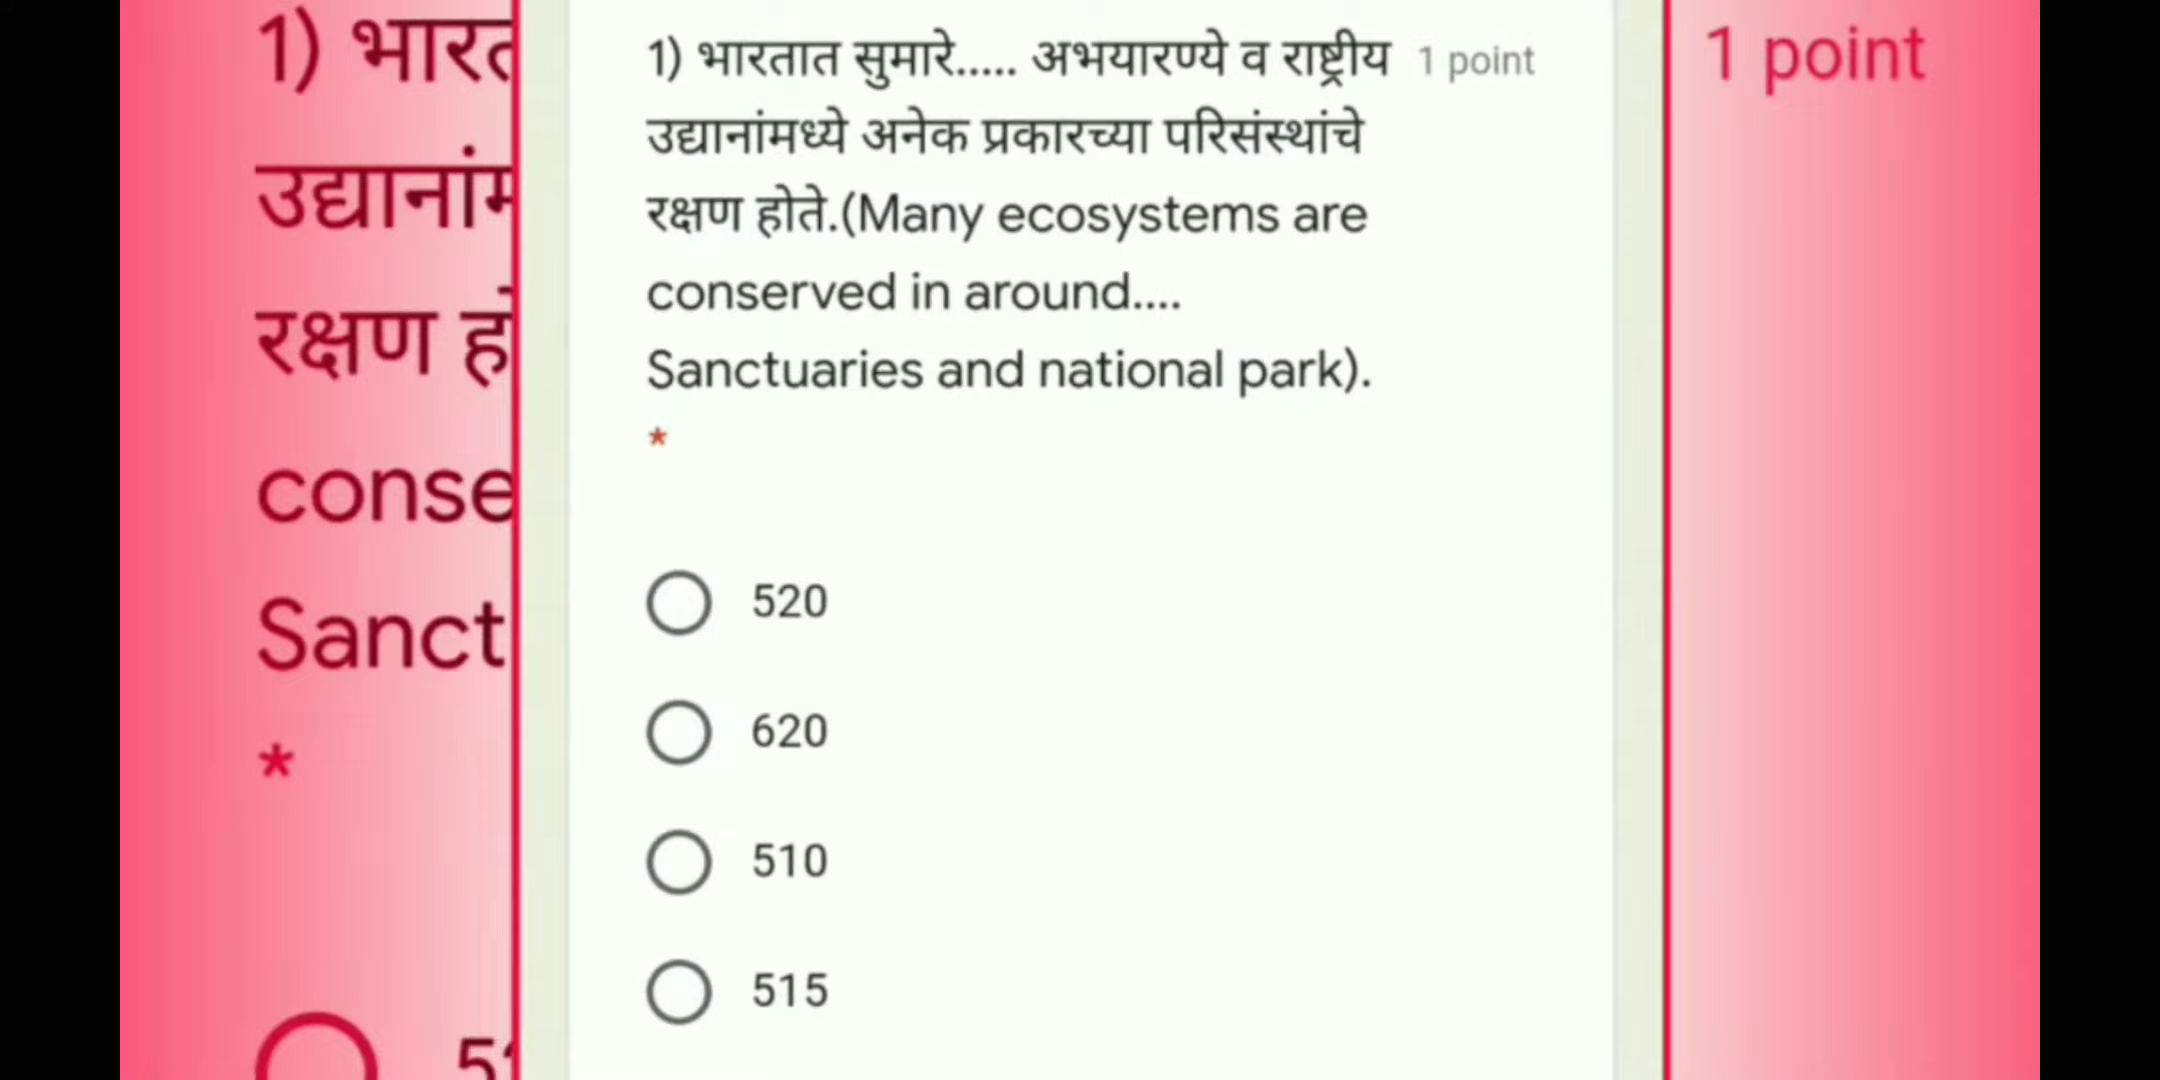 1) भारत
उद्यानांम
रक्षण ह
conse
Sanct
*
1) भारतात सुमारे..... अभयारण्ये व राष्ट्रीय 1 point
उद्यानांमध्ये अनेक प्रकारच्या परिसंस्थांचे
रक्षण होते.(Many ecosystems are
conserved in around....
Sanctuaries and national park).
*
520
620
510
515
1 point